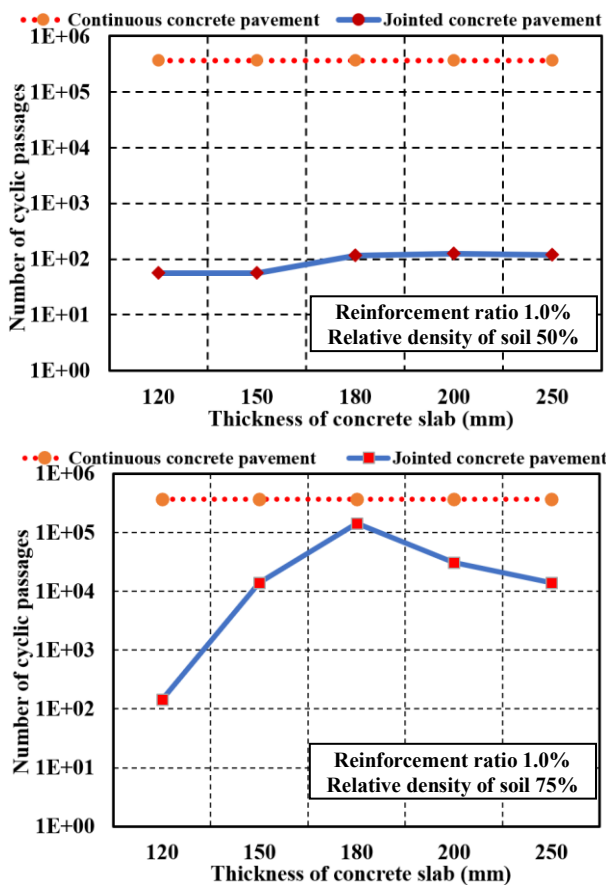 Continuous concrete pavement
Jointed concrete pavement
1E+06
1E+05
1E+04
1E+03
1E+02
1E+01
1E+00
Number of cyclic passages
Reinforcement ratio 1.0%
Relative density of soil 50%
120 150 180 200 250
Thickness of concrete slab (mm)
Continuous concrete pavement
Jointed concrete pavement
1E+06
1E+05
1E+04
1E+03
1E+02
1E+01
1E+00
Number of cyclic passages
Reinforcement ratio 1.0%
Relative density of soil 75%
120 150 180 200 250
Thickness of concrete slab (mm)